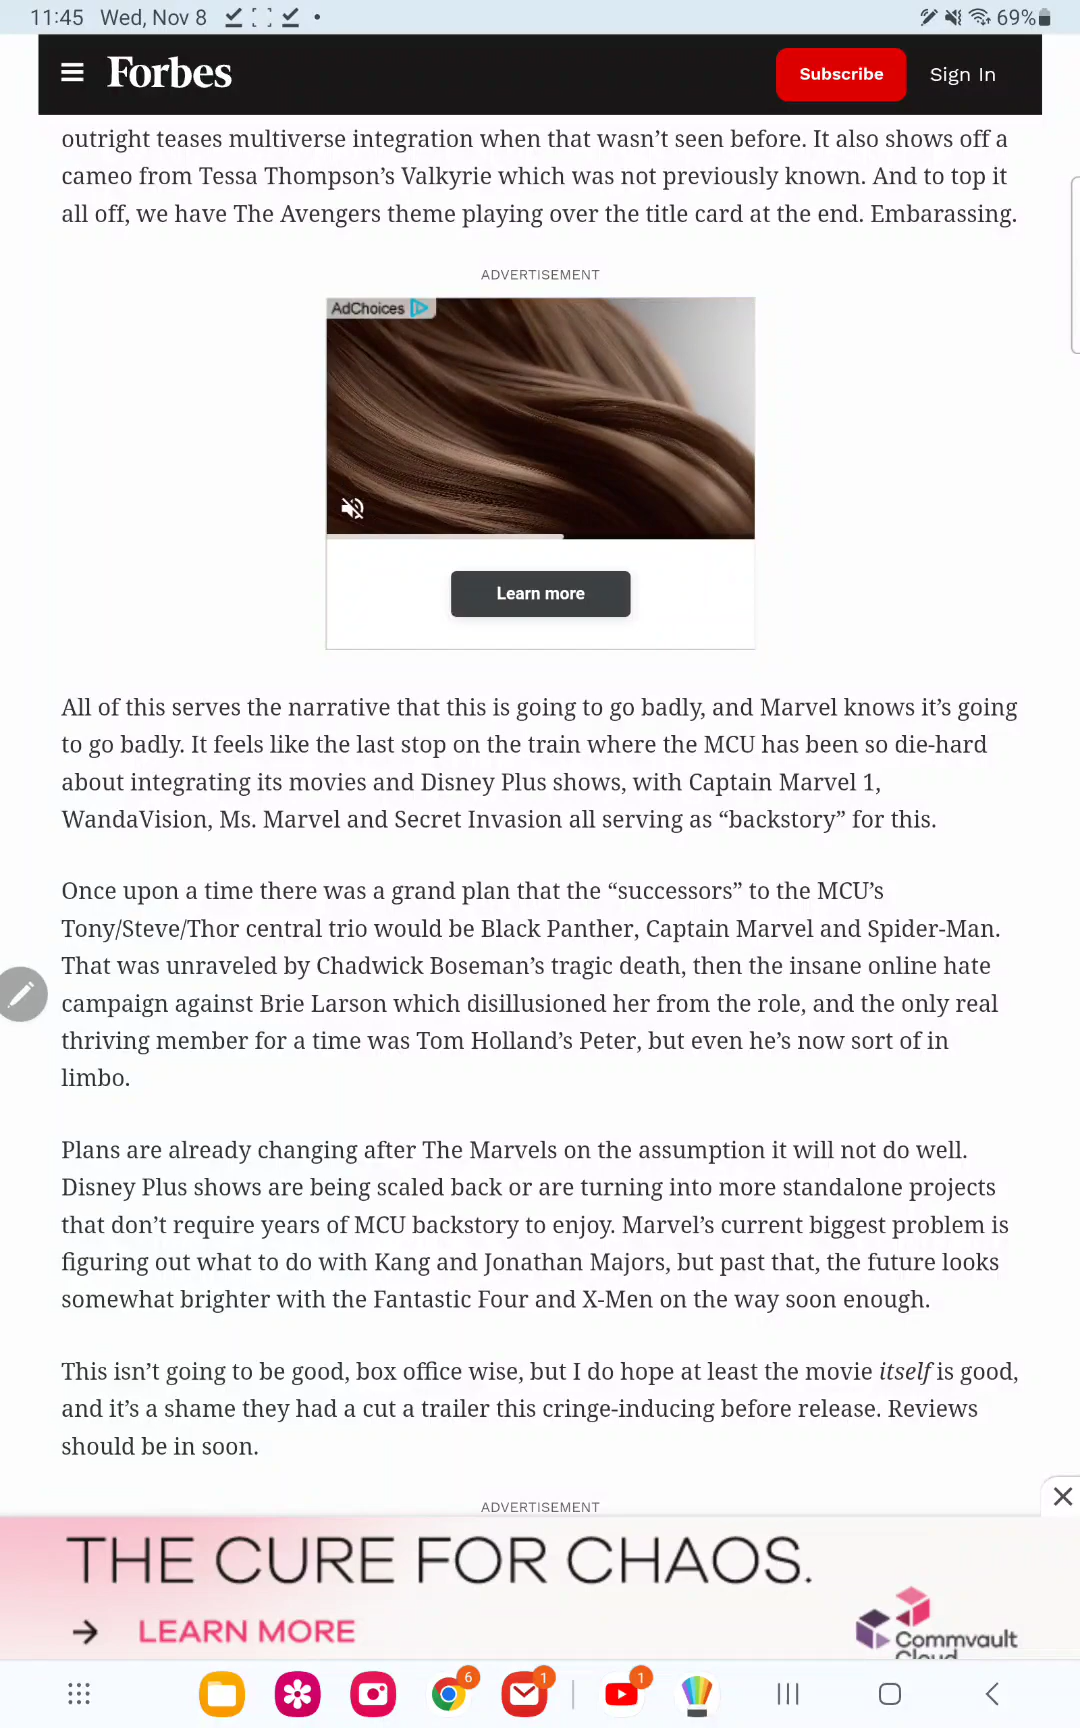 11:45 Wed, Nov 8
69%
Forbes
Subscribe
Sign In
outright teases multiverse integration when that wasn’t seen before. It also shows off a
cameo from Tessa Thompson’s Valkyrie which was not previously known. And to top it
all off, we have The Avengers theme playing over the title card at the end. Embarassing.
ADVERTISEMENT
AdChoices
Learn more
All of this serves the narrative that this is going to go badly, and Marvel knows it’s going
to go badly. It feels like the last stop on the train where the MCU has been so die-hard
about integrating its movies and Disney Plus shows, with Captain Marvel 1,
WandaVision, Ms. Marvel and Secret Invasion all serving as “backstory” for this.
Once upon a time there was a grand plan that the “successors” to the MCU’s
Tony/Steve/Thor central trio would be Black Panther, Captain Marvel and Spider-Man.
That was unraveled by Chadwick Boseman’s tragic death, then the insane online hate
campaign against Brie Larson which disillusioned her from the role, and the only real
thriving member for a time was Tom Holland’s Peter, but even he’s now sort of in
limbo.
Plans are already changing after The Marvels on the assumption it will not do well.
Disney Plus shows are being scaled back or are turning into more standalone projects
that don’t require years of MCU backstory to enjoy. Marvel’s current biggest problem is
figuring out what to do with Kang and Jonathan Majors, but past that, the future looks
somewhat brighter with the Fantastic Four and X-Men on the way soon enough.
This isn’t going to be good, box office wise, but I do hope at least the movie itself is good,
and it’s a shame they had a cut a trailer this cringe-inducing before release. Reviews
should be in soon.
ADVERTISEMENT
THE CURE FOR CHAOS.
LEARN MORE
Commvault
Cloud
6
1
1